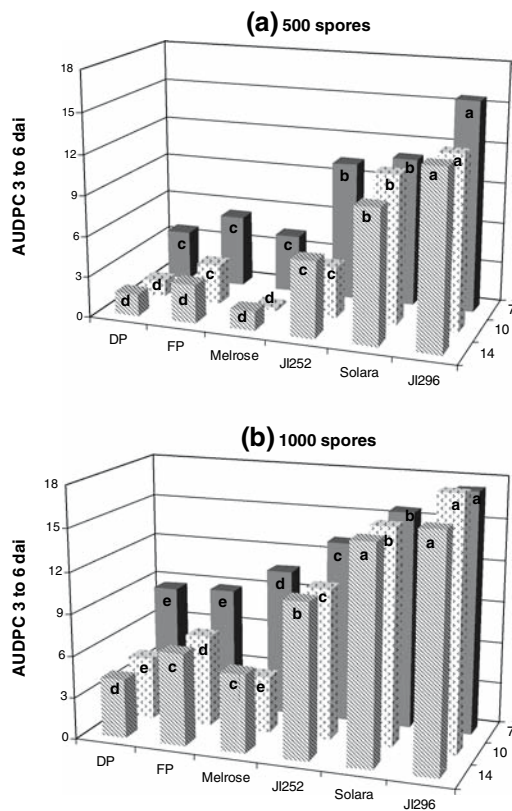 (a) 500 spores
AUDPC 3 to 6 dai
18
15
12
9
6
3
0
c c c b b a
d c d c b a
d d d c b a
DP FP Melrose JI252 Solara JI296
7
10
14
(b) 1000 spores
AUDPC 3 to 6 dai
18
15
12
9
6
3
0
e e d c b a
e d e c b a
d c c b a a
DP FP Melrose JI252 Solara JI296
7
10
14